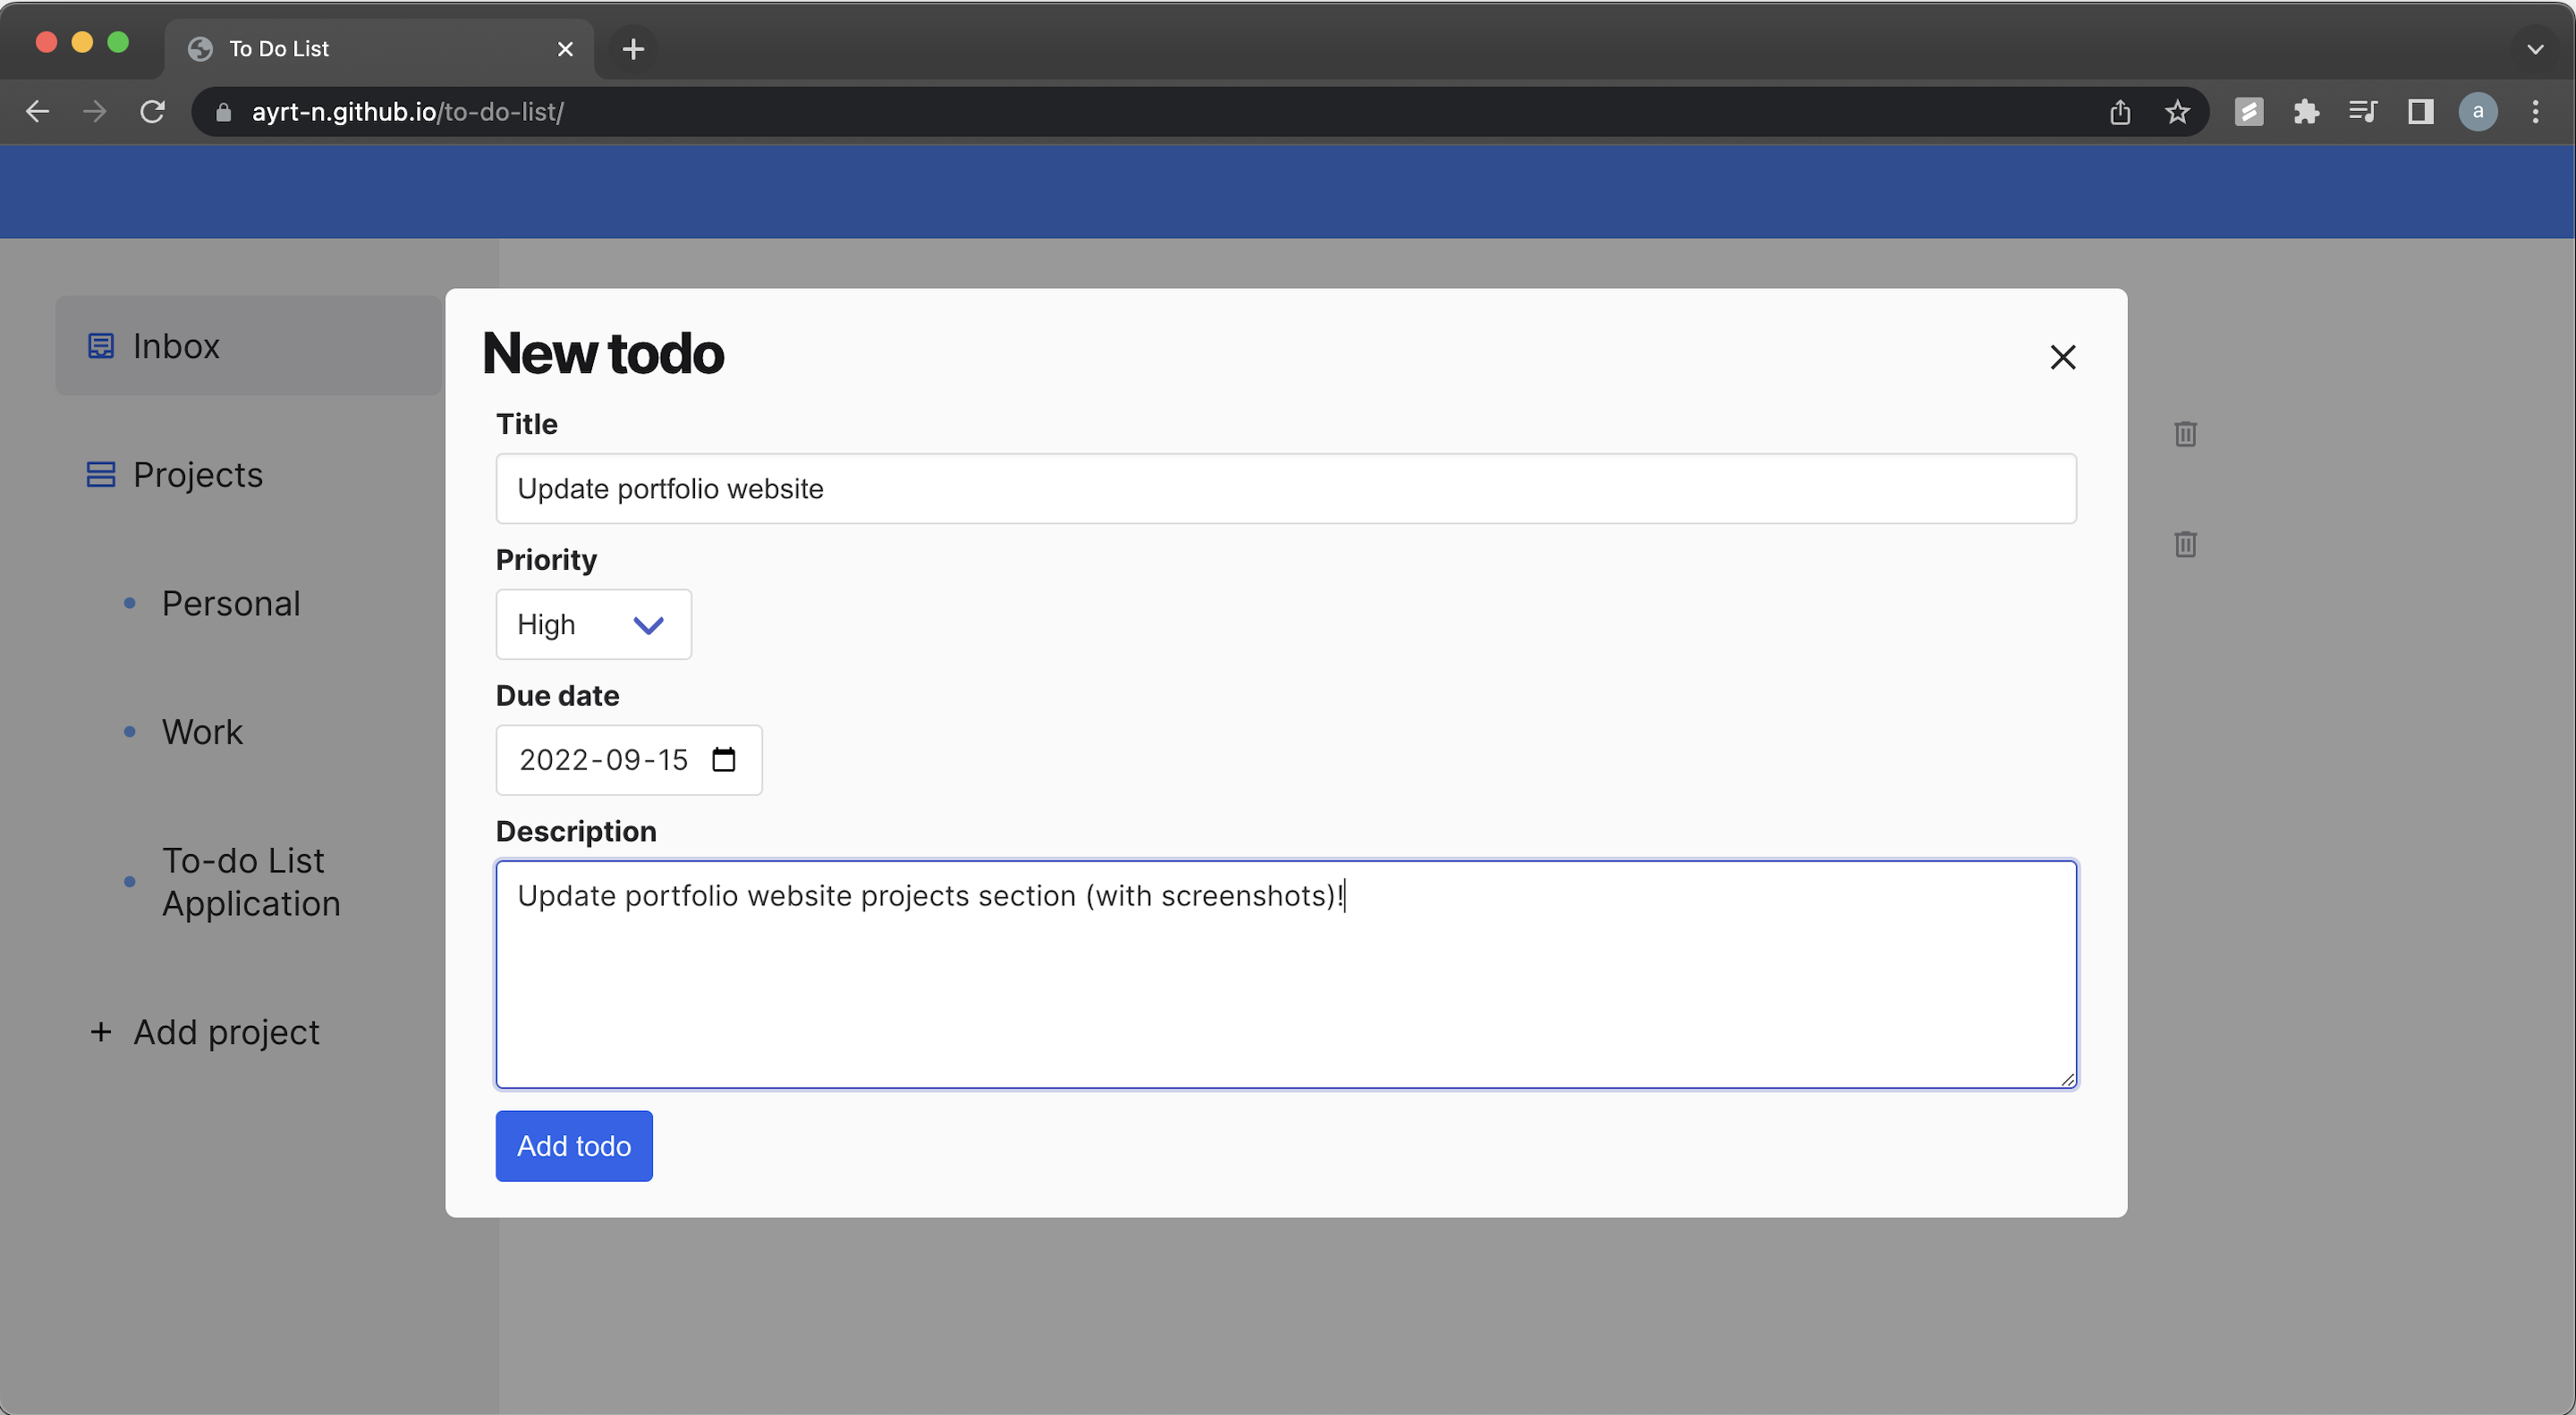 To Do List
ayrt-n.github.io/to-do-list/
a
Inbox
Projects
Personal
Work
To-do List
Application
+ Add project
New todo
Title
Update portfolio website
Priority
High
Due date
2022-09-15
Description
Update portfolio website projects section (with screenshots)!
Add todo